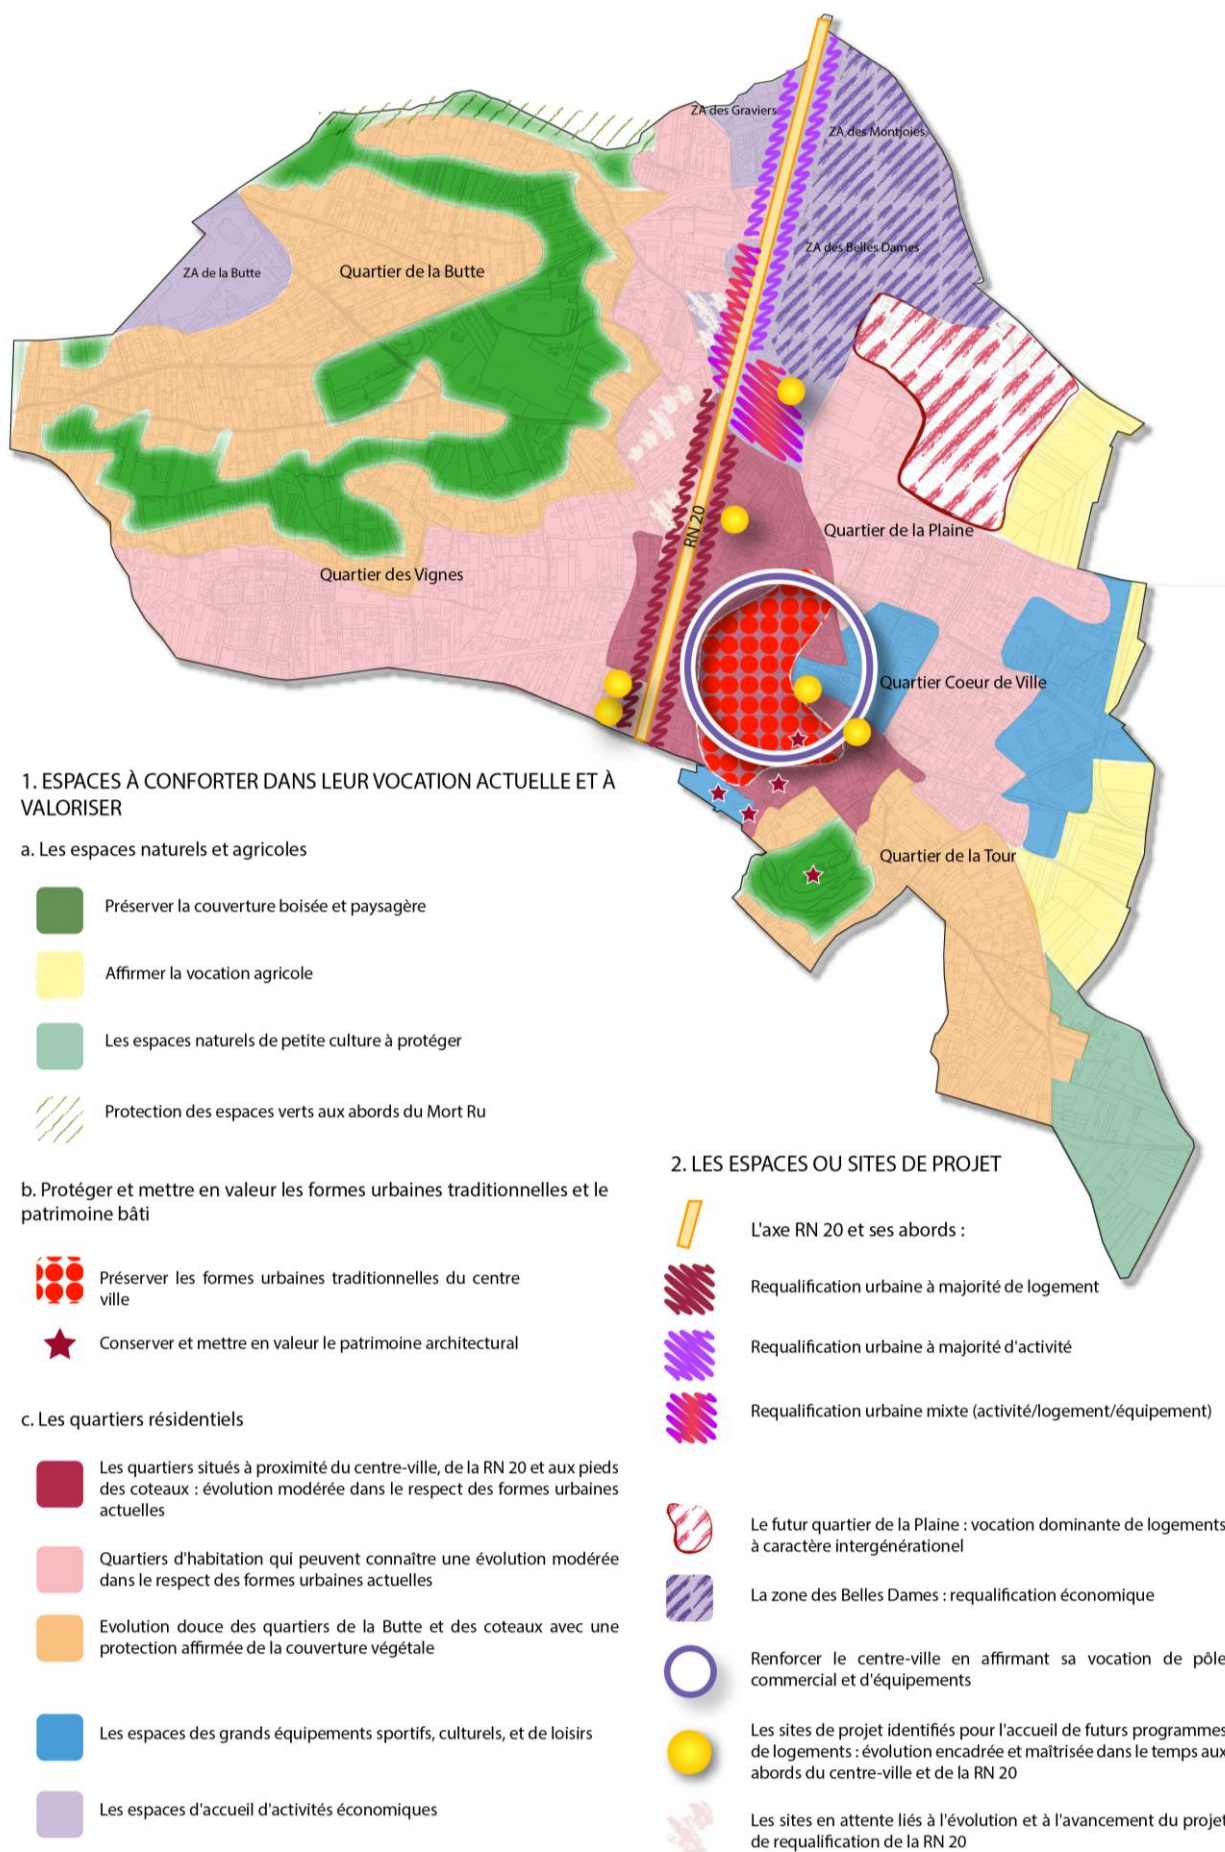 ZA des Graviers
ZA des Montjoies
ZA des Belles Dames
ZA de la Butte
Quartier de la Butte
RN 20
Quartier de la Plaine
Quartier des Vignes
Quartier Coeur de Ville
Quartier de la Tour
1. ESPACES À CONFORTER DANS LEUR VOCATION ACTUELLE ET À
VALORISER
a. Les espaces naturels et agricoles
Préserver la couverture boisée et paysagère
Affirmer la vocation agricole
Les espaces naturels de petite culture à protéger
Protection des espaces verts aux abords du Mort Ru
b. Protéger et mettre en valeur les formes urbaines traditionnelles et le
patrimoine bâti
Préserver les formes urbaines traditionnelles du centre
ville
Conserver et mettre en valeur le patrimoine architectural
c. Les quartiers résidentiels
Les quartiers situés à proximité du centre-ville, de la RN 20 et aux pieds
des coteaux : évolution modérée dans le respect des formes urbaines
actuelles
Quartiers d'habitation qui peuvent connaître une évolution modérée
dans le respect des formes urbaines actuelles
Evolution douce des quartiers de la Butte et des coteaux avec une
protection affirmée de la couverture végétale
Les espaces des grands équipements sportifs, culturels, et de loisirs
Les espaces d'accueil d'activités économiques
2. LES ESPACES OU SITES DE PROJET
L'axe RN 20 et ses abords :
Requalification urbaine à majorité de logement
Requalification urbaine à majorité d'activité
Requalification urbaine mixte (activité/logement/équipement)
Le futur quartier de la Plaine : vocation dominante de logements
à caractère intergénérationel
La zone des Belles Dames : requalification économique
Renforcer le centre-ville en affirmant sa vocation de pôle
commercial et d'équipements
Les sites de projet identifiés pour l'accueil de futurs programmes
de logements : évolution encadrée et maîtrisée dans le temps aux
abords du centre-ville et de la RN 20
Les sites en attente liés à l'évolution et à l'avancement du projet
de requalification de la RN 20